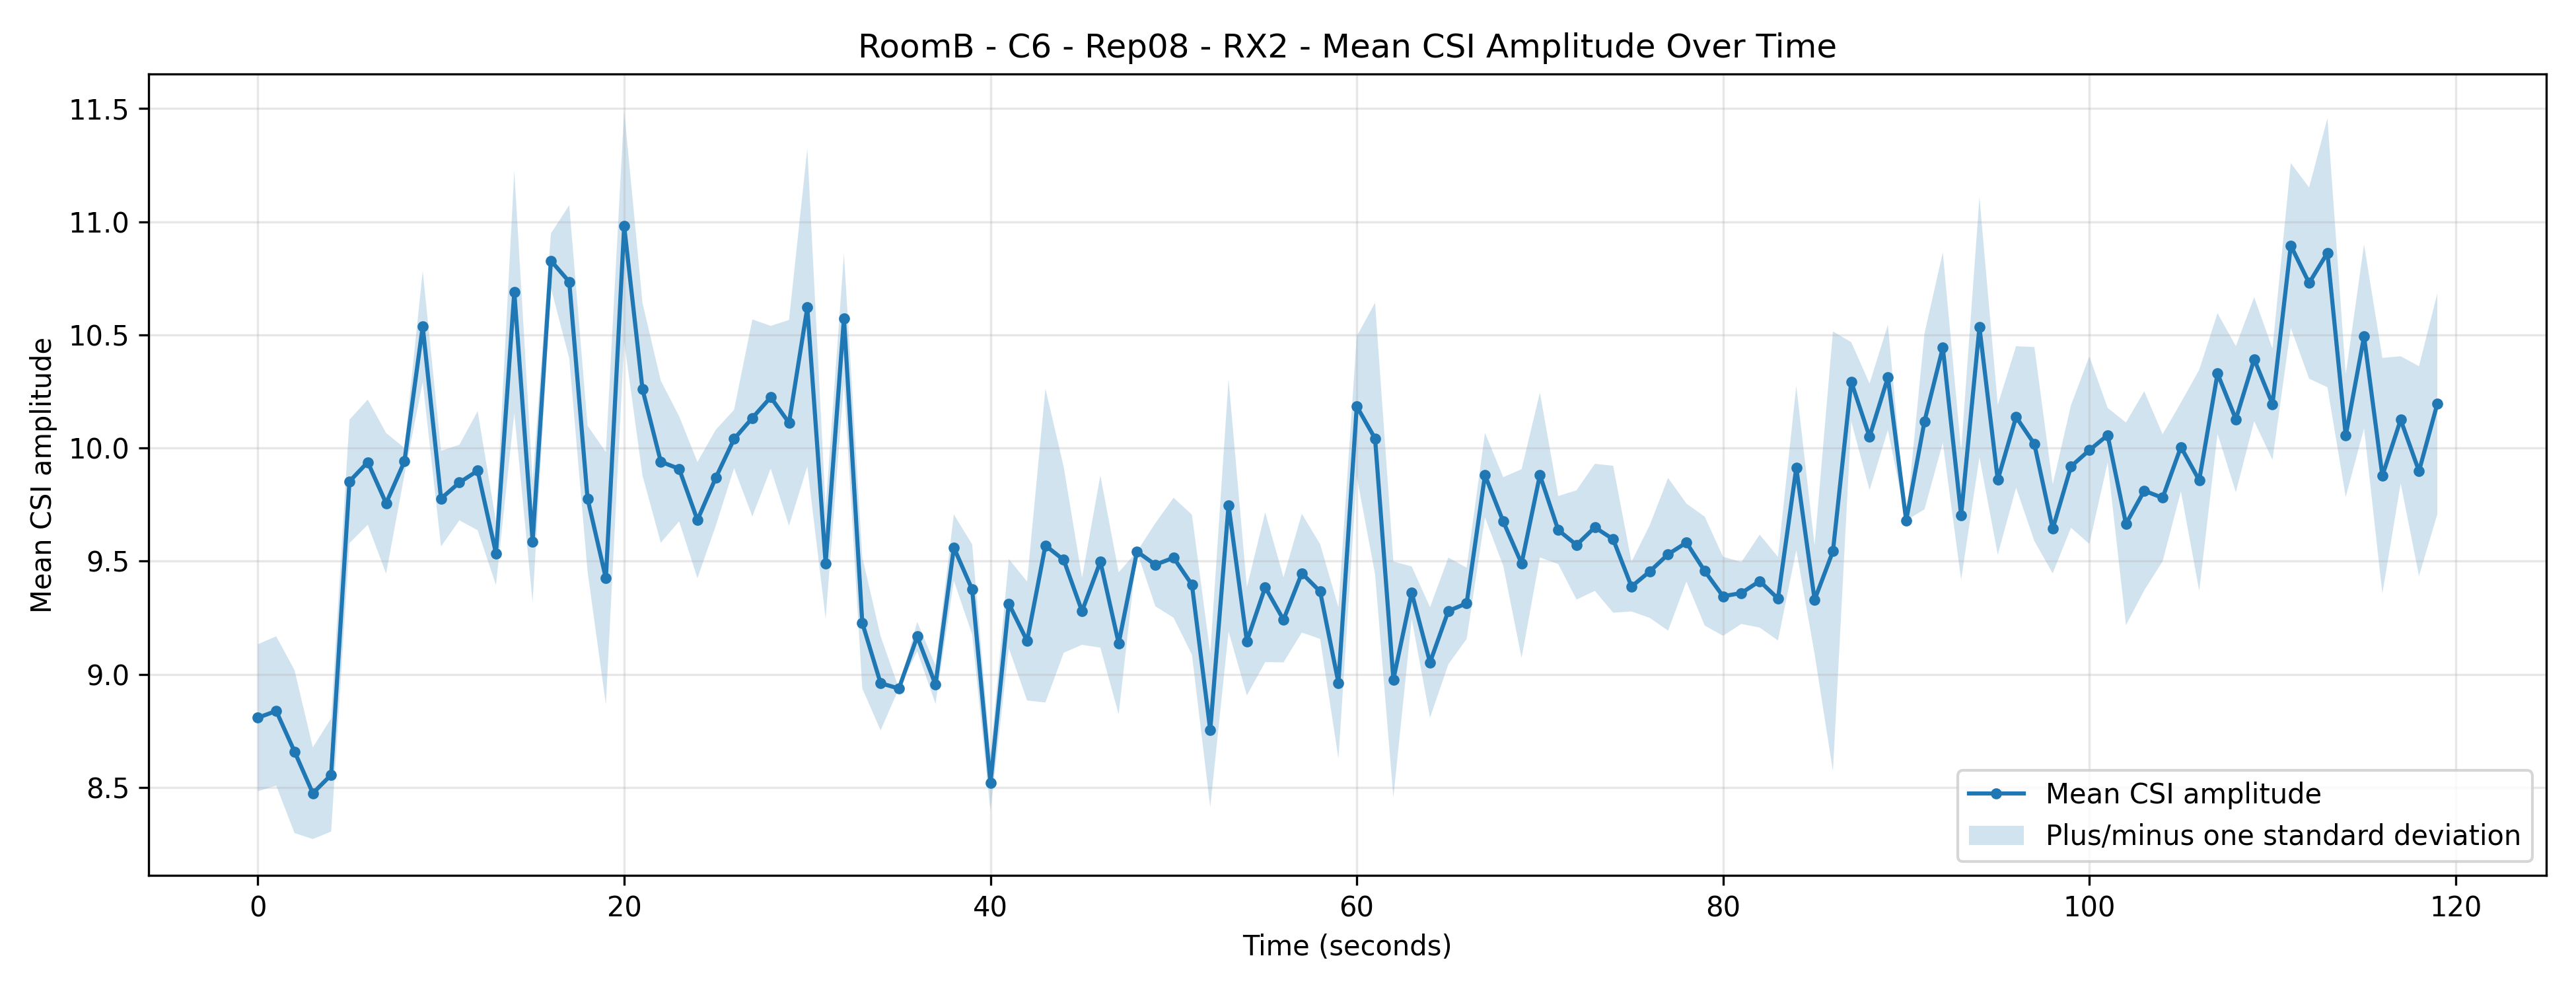 RoomB - C6 - Rep08 - RX2 - Mean CSI Amplitude Over Time
Mean CSI amplitude
11.5
11.0
10.5
10.0
9.5
9.0
8.5
0 20 40 60 80 100 120
Time (seconds)
Mean CSI amplitude
Plus/minus one standard deviation